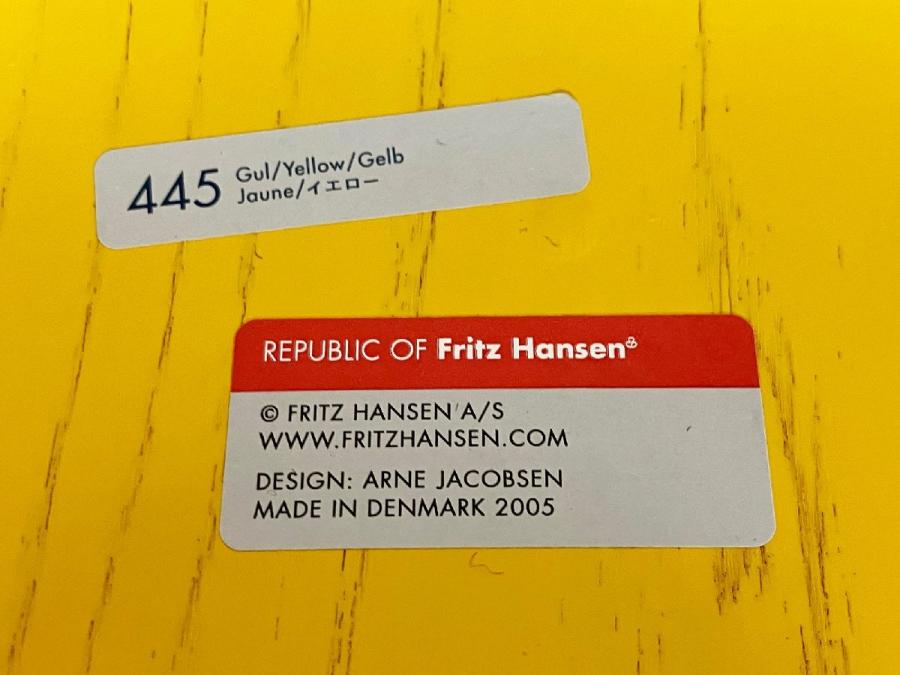 445 Gul/Yellow/Gelb
Jaune/イエロー
REPUBLIC OF Fritz Hansen
© FRITZ HANSEN A/S
WWW.FRITZHANSEN.COM
DESIGN: ARNE JACOBSEN
MADE IN DENMARK 2005